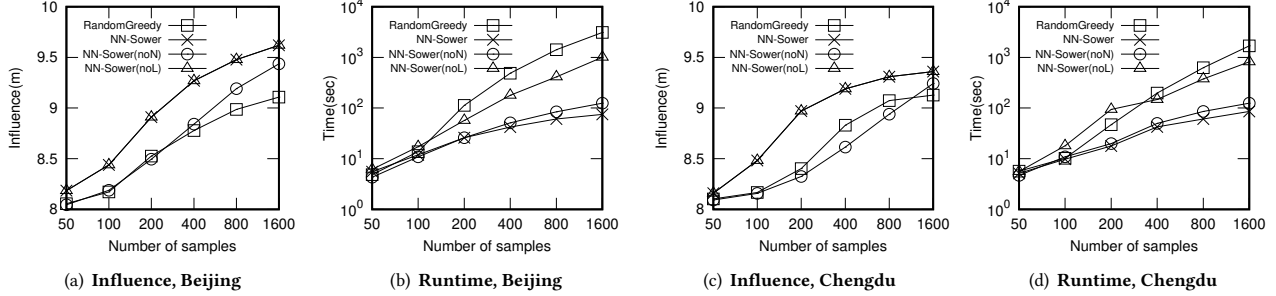 10
9.5
9
8.5
8
Influence(m)
RandomGreedy
NN-Sower
NN-Sower(noN)
NN-Sower(noL)
50 100 200 400 800 1600
Number of samples
(a) Influence, Beijing
10^4
10^3
10^2
10^1
10^0
Time(sec)
RandomGreedy
NN-Sower
NN-Sower(noN)
NN-Sower(noL)
50 100 200 400 800 1600
Number of samples
(b) Runtime, Beijing
10
9.5
9
8.5
8
Influence(m)
RandomGreedy
NN-Sower
NN-Sower(noN)
NN-Sower(noL)
50 100 200 400 800 1600
Number of samples
(c) Influence, Chengdu
10^4
10^3
10^2
10^1
10^0
Time(sec)
RandomGreedy
NN-Sower
NN-Sower(noN)
NN-Sower(noL)
50 100 200 400 800 1600
Number of samples
(d) Runtime, Chengdu